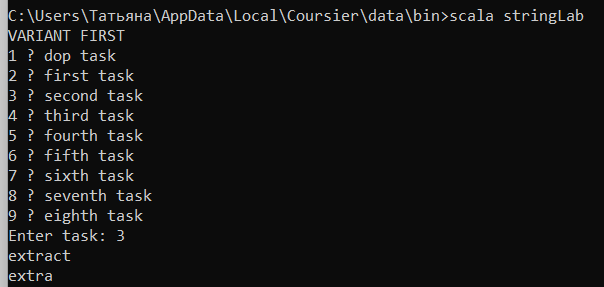 C:\Users\Татьяна\AppData\Local\Coursier\data\bin>scala stringLab
VARIANT FIRST
1 ? dop task
2 ? first task
3 ? second task
4 ? third task
5 ? fourth task
6 ? fifth task
7 ? sixth task
8 ? seventh task
9 ? eighth task
Enter task: 3
extract
extra